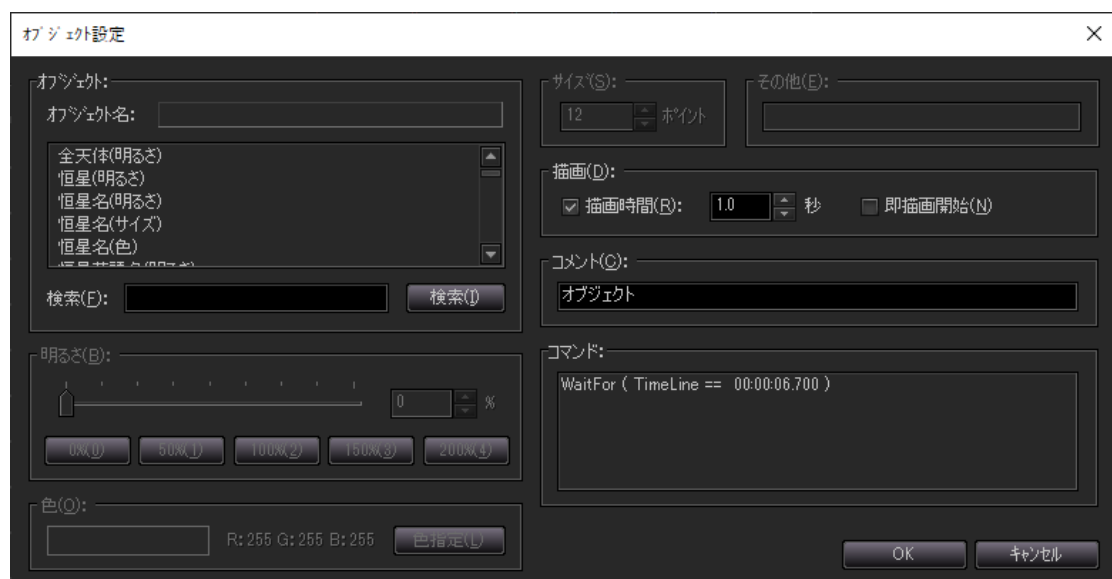 オブジェクト設定
オブジェクト:
オブジェクト名:
全天体(明るさ)
恒星(明るさ)
恒星名(明るさ)
恒星名(サイズ)
恒星名(色)
検索(F):
検索(I)
明るさ(B):
0
%
0%(0)
50%(1)
100%(2)
150%(3)
200%(4)
色(O):
R: 255 G: 255 B: 255
色指定(L)
サイズ(S):
12
ポイント
その他(E):
描画(D):
描画時間(R):
1.0
秒
即描画開始(N)
コメント(C):
オブジェクト
コマンド:
WaitFor ( TimeLine == 00:00:06.700 )
OK
キャンセル